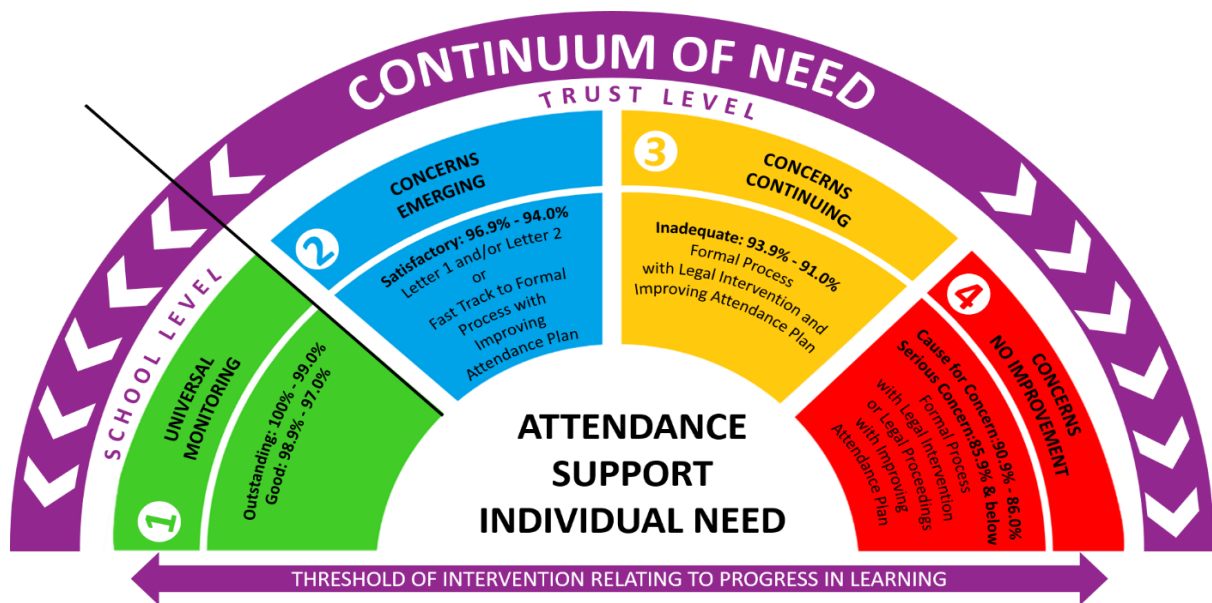 CONTINUUM OF NEED
SCHOOL LEVEL
TRUST LEVEL
1
UNIVERSAL
MONITORING
Outstanding: 100% - 99.0%
Good: 98.9% - 97.0%
2
CONCERNS
EMERGING
Satisfactory: 96.9% - 94.0%
Letter 1 and/or Letter 2
or
Fast Track to Formal
Process with
Improving
Attendance Plan
3
CONCERNS
CONTINUING
Inadequate: 93.9% - 91.0%
Formal Process
with Legal Intervention and
Improving Attendance Plan
4
CONCERNS
NO IMPROVEMENT
Cause for Concern:90.9% - 86.0%
Serious Concern:85.9% & below
Formal Process
with Legal Intervention
or Legal Proceedings
with Improving
Attendance Plan
ATTENDANCE
SUPPORT
INDIVIDUAL NEED
THRESHOLD OF INTERVENTION RELATING TO PROGRESS IN LEARNING